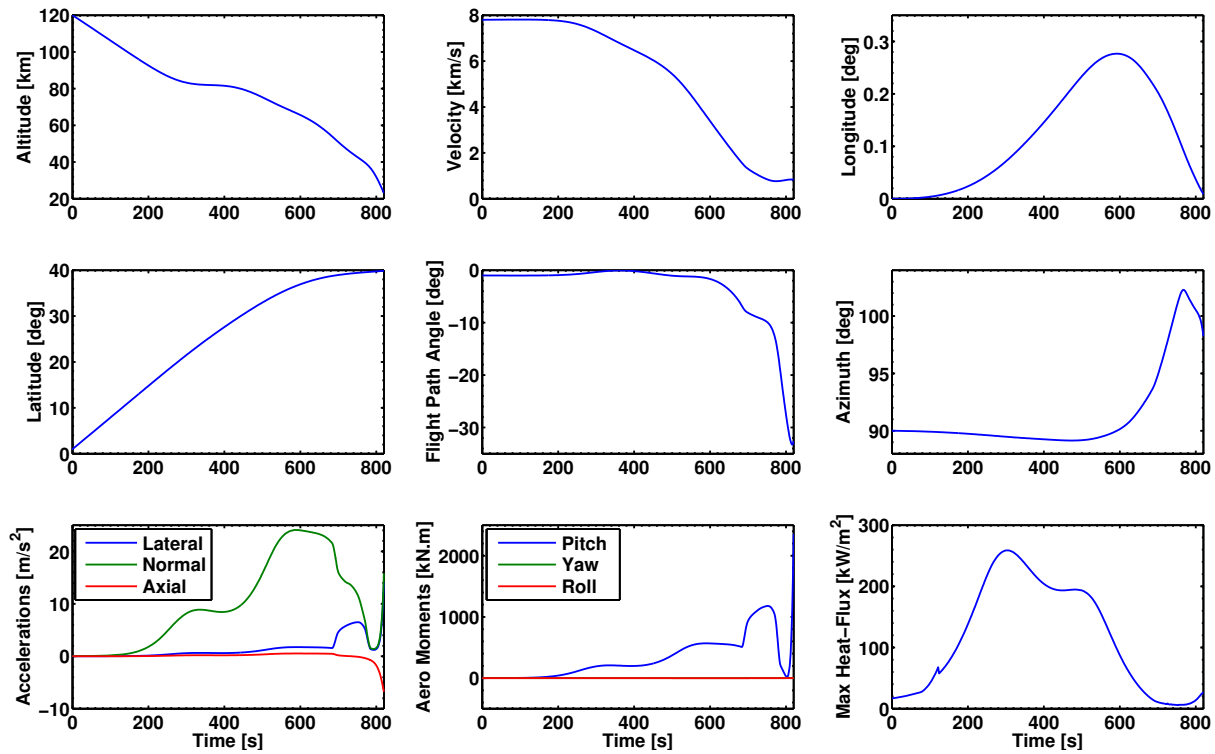 120
100
80
60
40
20
Altitude [km]
0 200 400 600 800
8
6
4
2
0
Velocity [km/s]
0 200 400 600 800
0.3
0.2
0.1
0
Longitude [deg]
0 200 400 600 800
40
30
20
10
0
Latitude [deg]
0 200 400 600 800
0
−10
−20
−30
Flight Path Angle [deg]
0 200 400 600 800
100
95
90
Azimuth [deg]
0 200 400 600 800
20
10
0
−10
Accelerations [m/s²]
Lateral
Normal
Axial
0 200 400 600 800
Time [s]
2000
1000
0
Aero Moments [kN.m]
Pitch
Yaw
Roll
0 200 400 600 800
Time [s]
300
200
100
0
Max Heat−Flux [kW/m²]
0 200 400 600 800
Time [s]